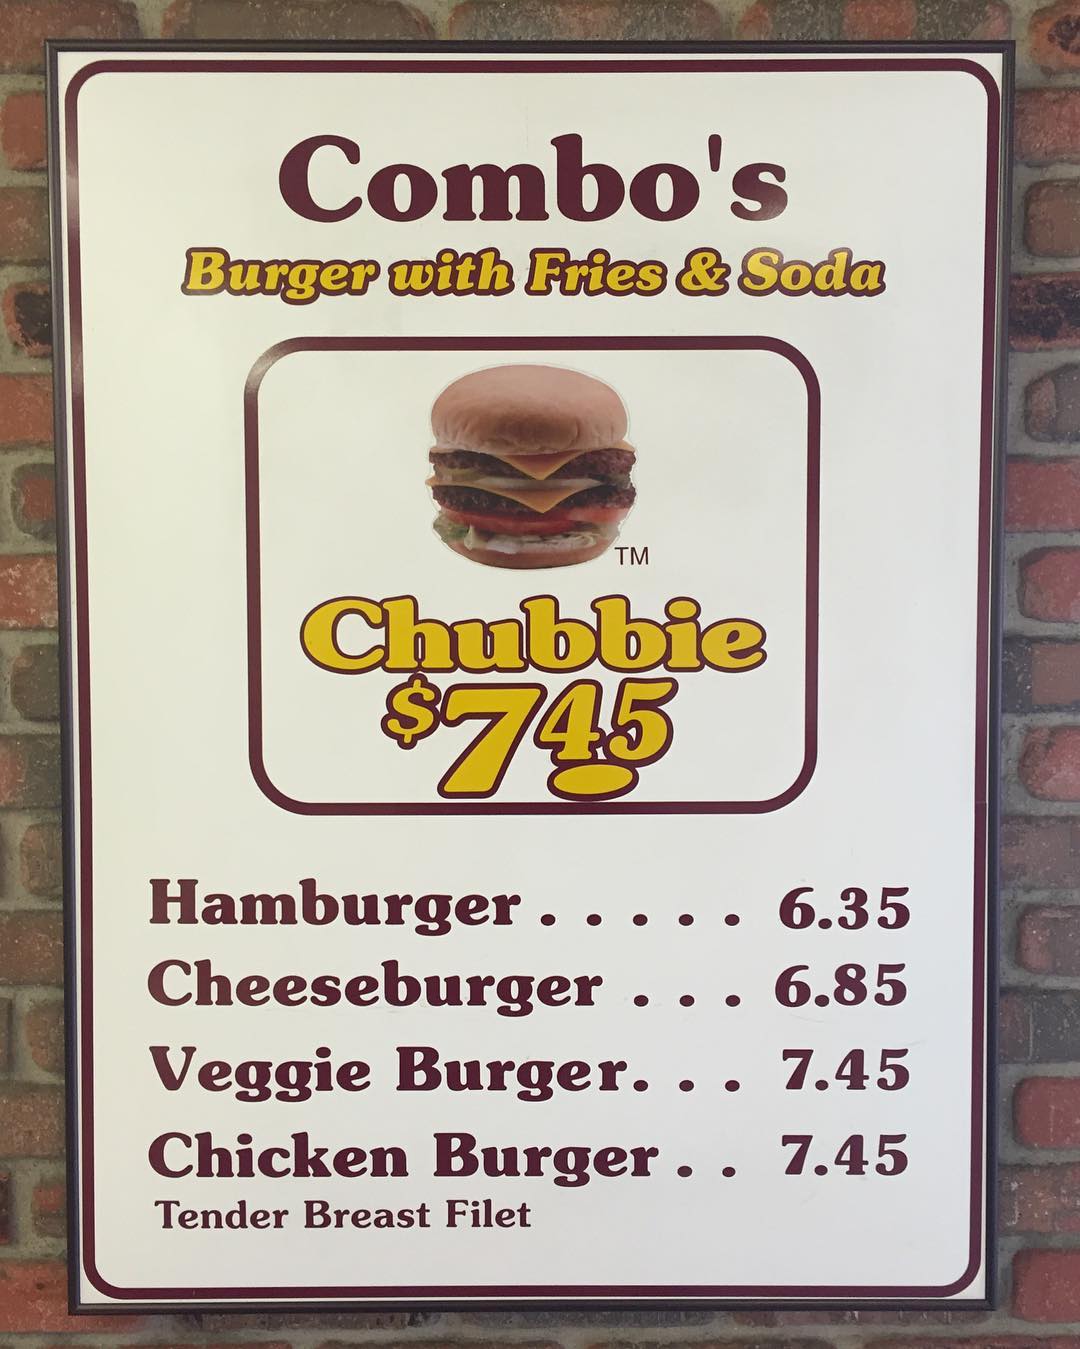 Combo's
Burger with Fries & Soda
TM
Chubbie
$7.45
Hamburger . . . . . 6.35
Cheeseburger . . . 6.85
Veggie Burger. . . 7.45
Chicken Burger . . 7.45
Tender Breast Filet